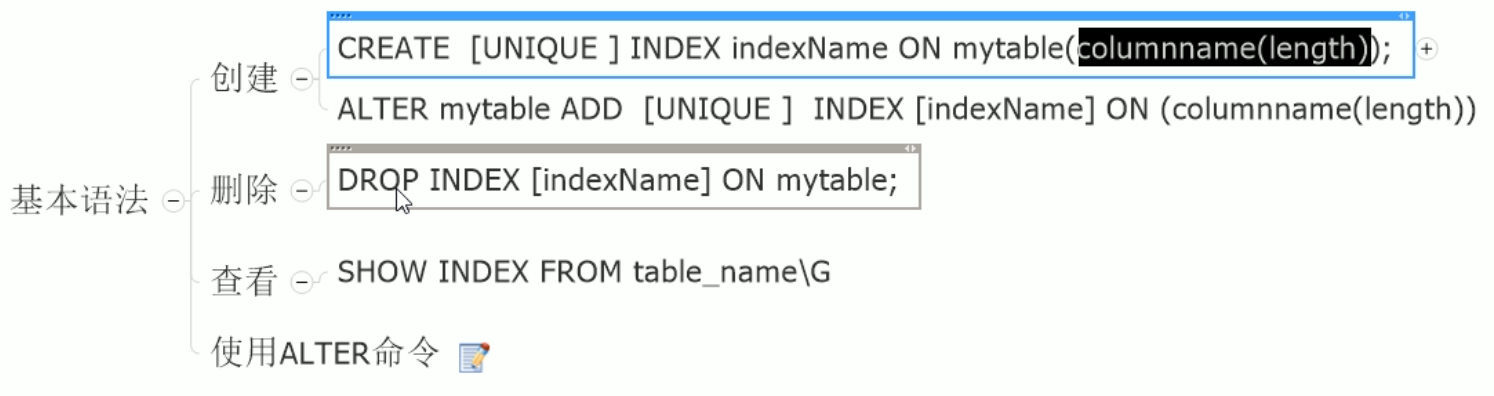 基本语法
创建
CREATE  [UNIQUE ] INDEX indexName ON mytable(columnname(length));
ALTER mytable ADD  [UNIQUE ]  INDEX [indexName] ON (columnname(length))
删除
DROP INDEX [indexName] ON mytable;
查看
SHOW INDEX FROM table_name\G
使用ALTER命令